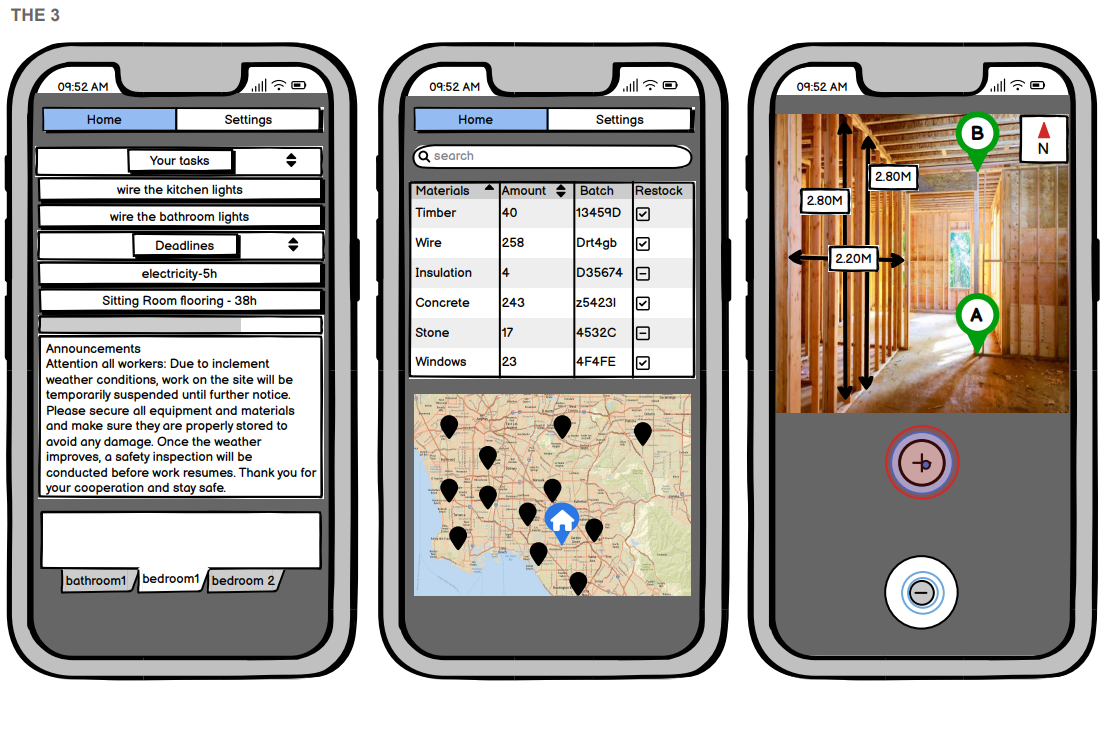 THE 3
09:52 AM
Home
Settings
Your tasks
wire the kitchen lights
wire the bathroom lights
Deadlines
electricity-5h
Sitting Room flooring - 38h
Announcements
Attention all workers: Due to inclement
weather conditions, work on the site will be
temporarily suspended until further notice.
Please secure all equipment and materials
and make sure they are properly stored to
avoid any damage. Once the weather
improves, a safety inspection will be
conducted before work resumes. Thank you for
your cooperation and stay safe.
bathroom1 bedroom1 bedroom 2
09:52 AM
Home
Settings
search
Materials Amount Batch Restock
Timber 40 13459D
Wire 258 Drt4gb
Insulation 4 D35674
Concrete 243 z5423l
Stone 17 4532C
Windows 23 4F4FE
09:52 AM
B
N
2.80M
2.80M
2.20M
A